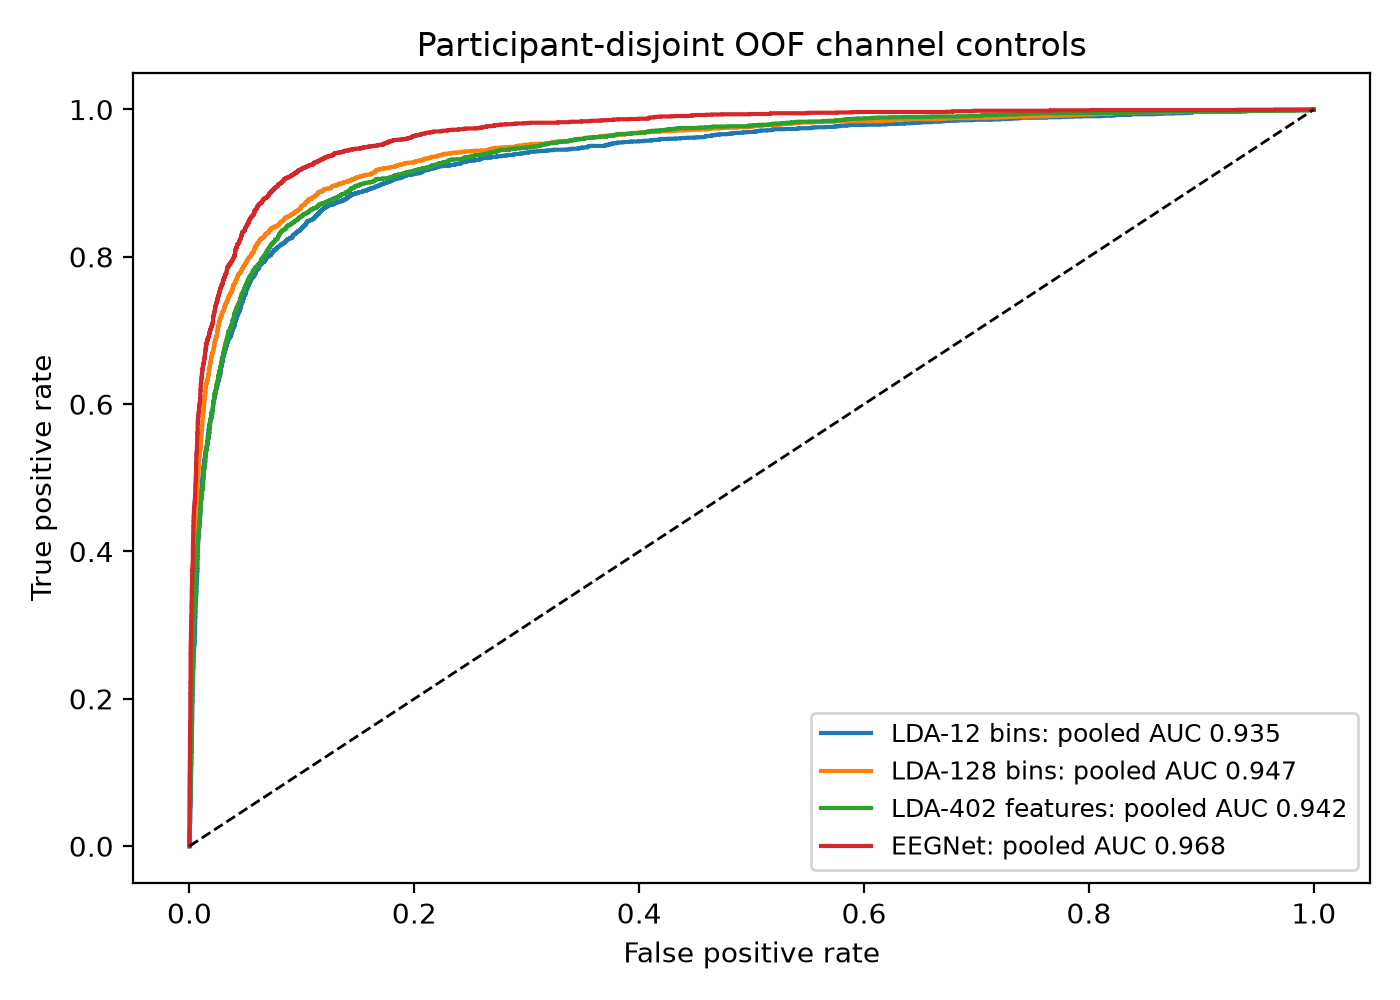 Participant-disjoint OOF channel controls
True positive rate
1.0
0.8
0.6
0.4
0.2
0.0
LDA-12 bins: pooled AUC 0.935
LDA-128 bins: pooled AUC 0.947
LDA-402 features: pooled AUC 0.942
EEGNet: pooled AUC 0.968
0.0 0.2 0.4 0.6 0.8 1.0
False positive rate